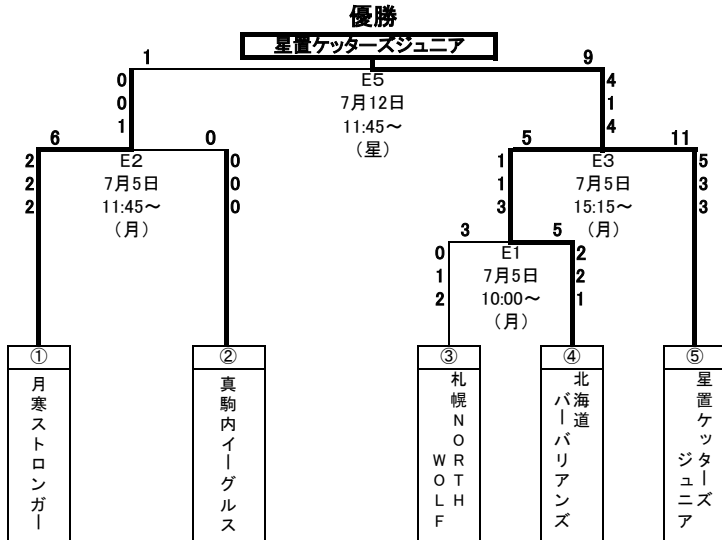 優勝
星置ケッターズジュニア
1
9
E5
7月12日
11:45～
（星）
0
0
1
4
1
4
6
0
E2
7月5日
11:45～
（月）
2
2
2
0
0
0
5
11
E3
7月5日
15:15～
（月）
1
1
3
5
3
3
3
5
E1
7月5日
10:00～
（月）
0
1
2
2
2
1
①
月寒ストロンガー
②
真駒内イーグルス
③
札幌NORTH
WOLF
④
北海道
バーバリアンズ
⑤
星置ケッターズ
ジュニア